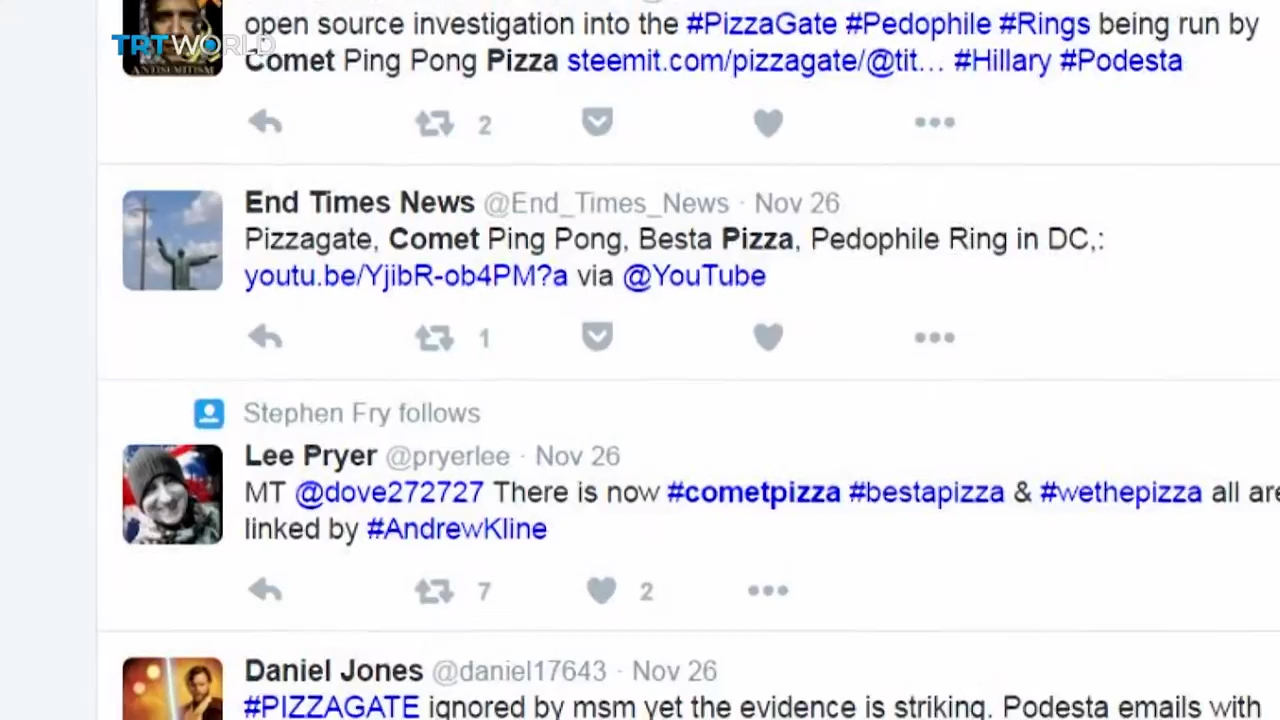 open source investigation into the #PizzaGate #Pedophile #Rings being run by
TRT WORLD
ANTISEMITISM
Comet Ping Pong Pizza steemit.com/pizzagate/@tit… #Hillary #Podesta
2
End Times News @End_Times_News · Nov 26
Pizzagate, Comet Ping Pong, Besta Pizza, Pedophile Ring in DC,:
youtu.be/YjibR-ob4PM?a via @YouTube
1
Stephen Fry follows
Lee Pryer @pryerlee · Nov 26
MT @dove272727 There is now #cometpizza #bestapizza & #wethepizza all are
linked by #AndrewKline
7 2
Daniel Jones @daniel17643 · Nov 26
#PIZZAGATE ignored by msm yet the evidence is striking. Podesta emails with